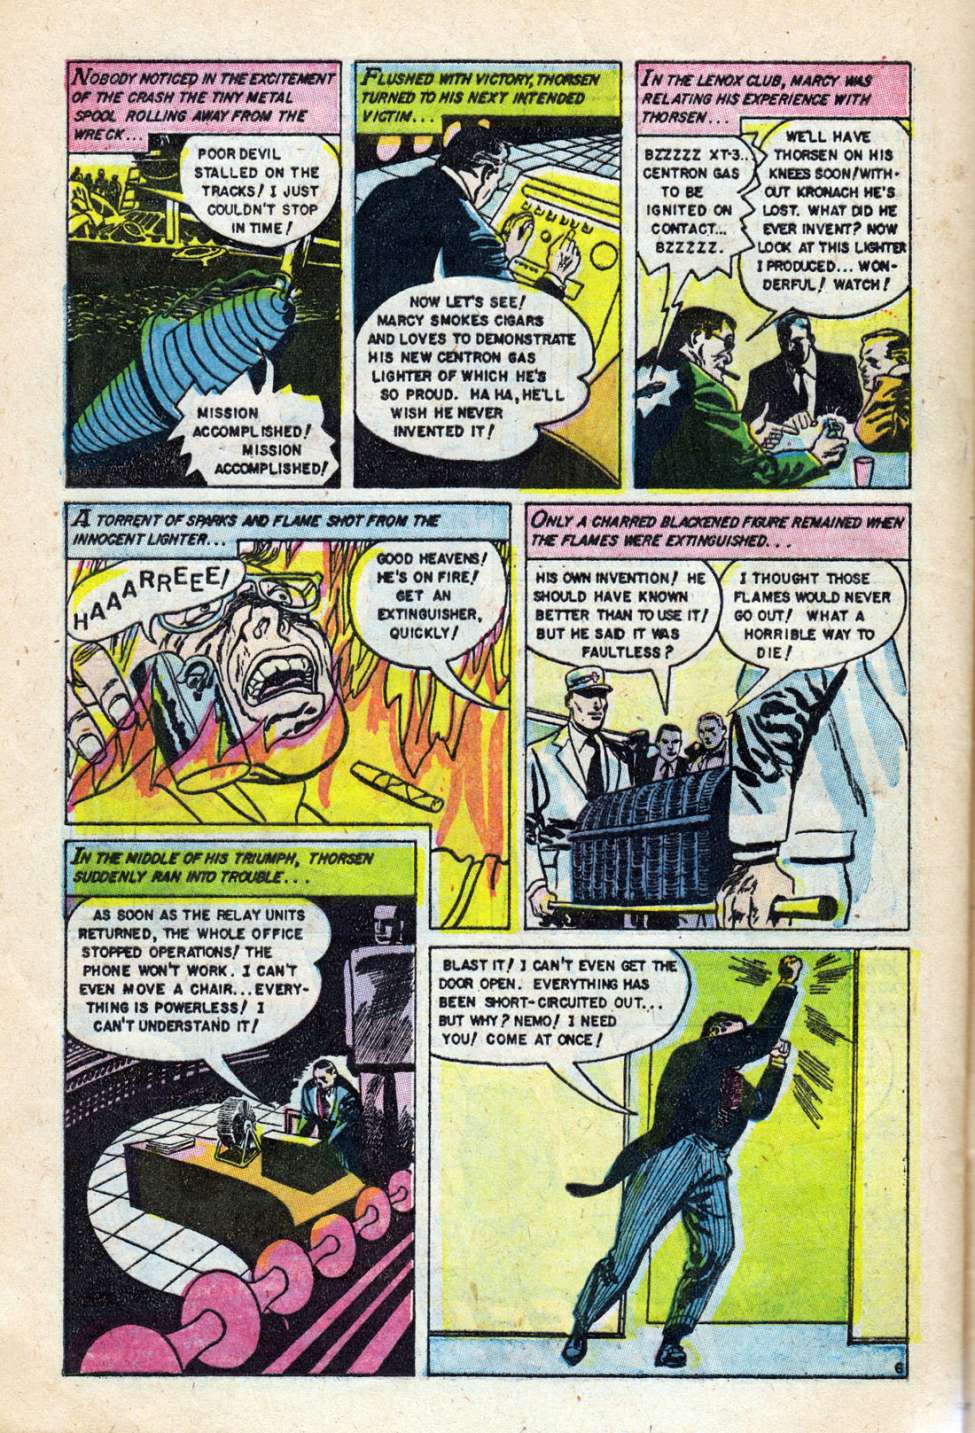 NOBODY NOTICED IN THE EXCITEMENT
OF THE CRASH THE TINY METAL
SPOOL ROLLING AWAY FROM THE
WRECK...
POOR DEVIL
STALLED ON THE
TRACKS! I JUST
COULDN'T STOP
IN TIME!
MISSION
ACCOMPLISHED!
MISSION
ACCOMPLISHED!
FLUSHED WITH VICTORY, THORSEN
TURNED TO HIS NEXT INTENDED
VICTIM...
NOW LET'S SEE!
MARCY SMOKES CIGARS
AND LOVES TO DEMONSTRATE
HIS NEW CENTRON GAS
LIGHTER OF WHICH HE'S
SO PROUD. HA HA, HE'LL
WISH HE NEVER
INVENTED IT!
IN THE LENOX CLUB, MARCY WAS
RELATING HIS EXPERIENCE WITH
THORSEN...
BZZZZZ XT-3...
CENTRON GAS
TO BE
IGNITED ON
CONTACT...
BZZZZZ.
WE'LL HAVE
THORSEN ON HIS
KNEES SOON! WITH-
OUT KRONACH HE'S
LOST. WHAT DID HE
EVER INVENT? NOW
LOOK AT THIS LIGHTER
I PRODUCED... WON-
DERFUL! WATCH!
A TORRENT OF SPARKS AND FLAME SHOT FROM THE
INNOCENT LIGHTER...
HAAARREEE!
GOOD HEAVENS!
HE'S ON FIRE!
GET AN
EXTINGUISHER,
QUICKLY!
ONLY A CHARRED BLACKENED FIGURE REMAINED WHEN
THE FLAMES WERE EXTINGUISHED...
HIS OWN INVENTION! HE
SHOULD HAVE KNOWN
BETTER THAN TO USE IT!
BUT HE SAID IT WAS
FAULTLESS?
I THOUGHT THOSE
FLAMES WOULD NEVER
GO OUT! WHAT A
HORRIBLE WAY TO
DIE!
IN THE MIDDLE OF HIS TRIUMPH, THORSEN
SUDDENLY RAN INTO TROUBLE...
AS SOON AS THE RELAY UNITS
RETURNED, THE WHOLE OFFICE
STOPPED OPERATIONS! THE
PHONE WON'T WORK. I CAN'T
EVEN MOVE A CHAIR... EVERY-
THING IS POWERLESS! I
CAN'T UNDERSTAND IT!
BLAST IT! I CAN'T EVEN GET THE
DOOR OPEN. EVERYTHING HAS
BEEN SHORT-CIRCUITED OUT...
BUT WHY? NEMO! I NEED
YOU! COME AT ONCE!
6